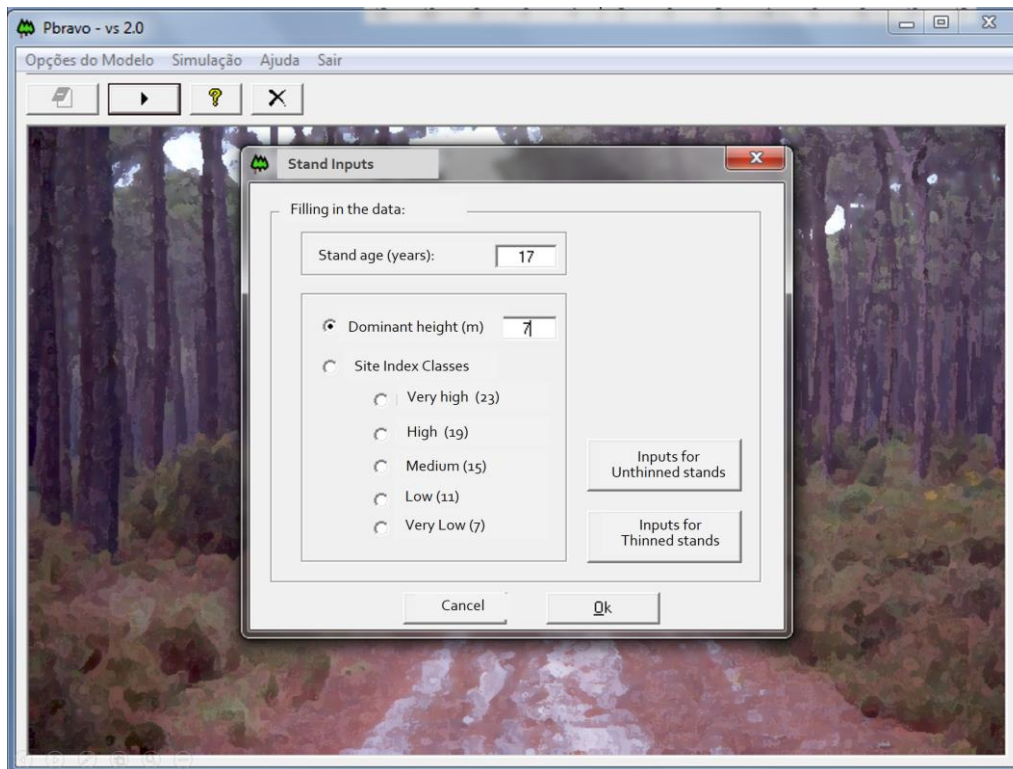 Pbravo - vs 2.0
Opções do Modelo Simulação Ajuda Sair
Stand Inputs
Filling in the data:
Stand age (years): 17
Dominant height (m) 7
Site Index Classes
Very high (23)
High (19)
Medium (15)
Low (11)
Very Low (7)
Inputs for
Unthinned stands
Inputs for
Thinned stands
Cancel Ok